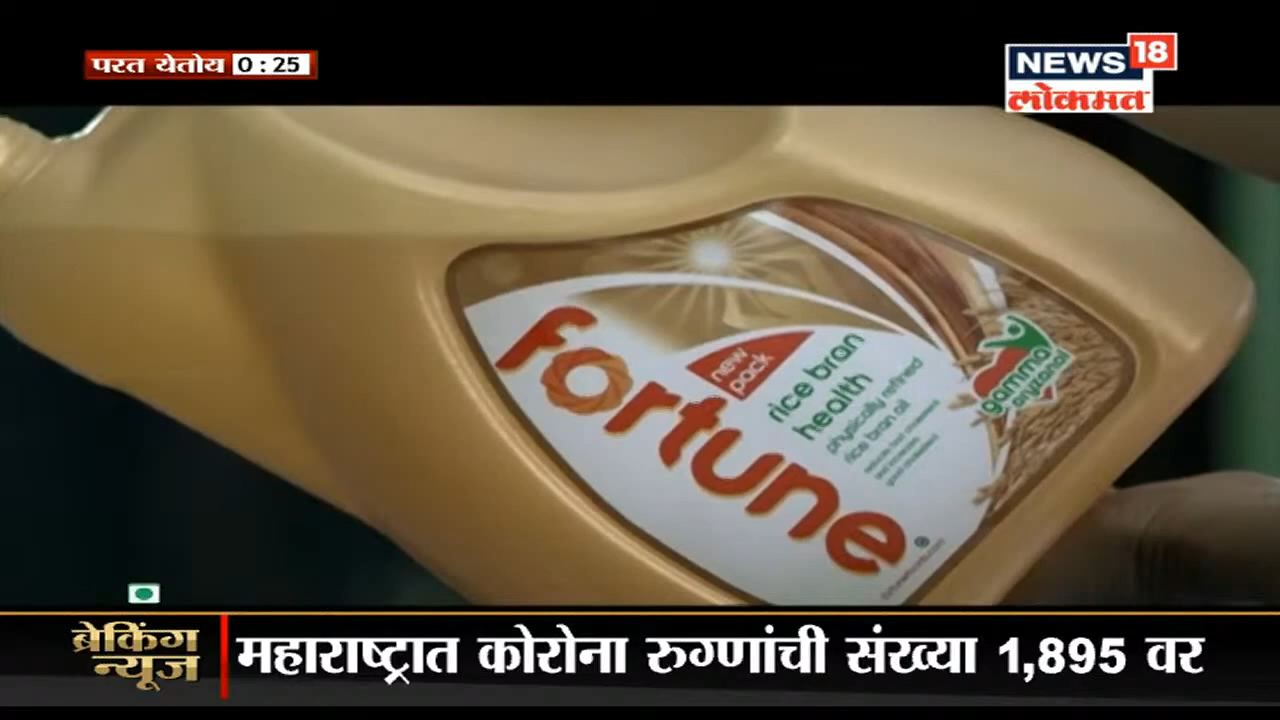 परत येतोय 0:25
NEWS 18
लोकमत
fortune
new
pack
rice bran
health
physically refined
rice bran oil
gamma
oryzanol
ब्रेकिंग
न्यूज
महाराष्ट्रात कोरोना रुग्णांची संख्या 1,895 वर